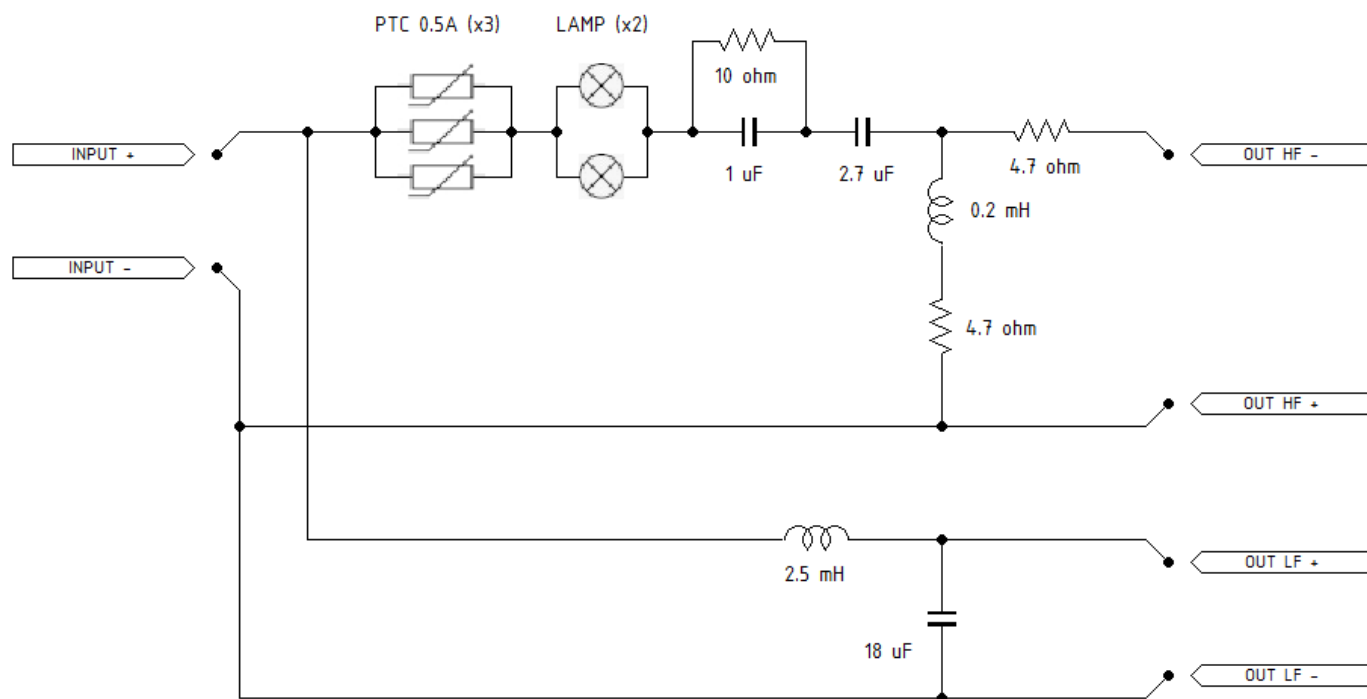 PTC 0.5A (x3)
LAMP (x2)
10 ohm
INPUT +
1 uF
2.7 uF
4.7 ohm
OUT HF -
0.2 mH
INPUT -
4.7 ohm
OUT HF +
2.5 mH
OUT LF +
18 uF
OUT LF -